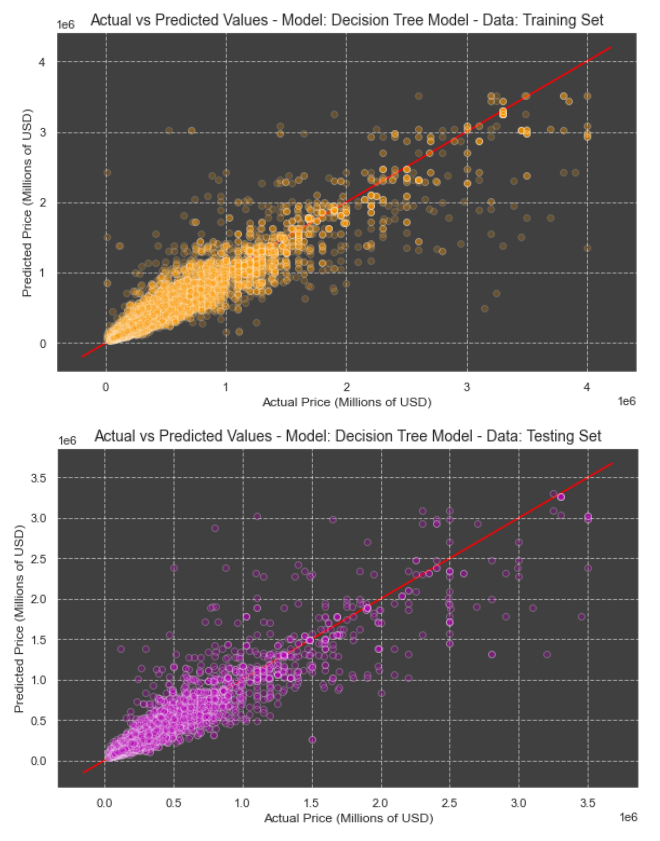 Actual vs Predicted Values - Model: Decision Tree Model - Data: Training Set
1e6
4
3
2
1
0
Predicted Price (Millions of USD)
0 1 2 3 4
Actual Price (Millions of USD)
1e6
Actual vs Predicted Values - Model: Decision Tree Model - Data: Testing Set
1e6
3.5
3.0
2.5
2.0
1.5
1.0
0.5
0.0
Predicted Price (Millions of USD)
0.0 0.5 1.0 1.5 2.0 2.5 3.0 3.5
Actual Price (Millions of USD)
1e6